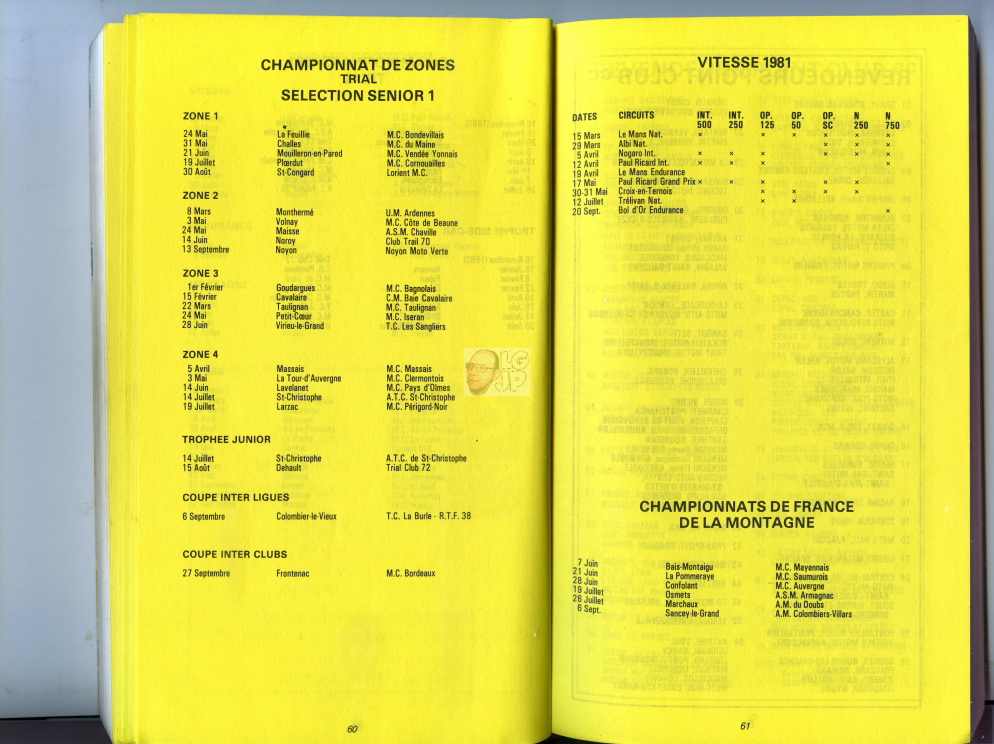 CHAMPIONNAT DE ZONES
TRIAL
SELECTION SENIOR 1
ZONE 1
24 Mai La Feuillie M.C. Bondevillais
31 Mai Challes M.C. du Maine
21 Juin Mouilleron-en-Pared M.C. Vendée Yonnais
19 Juillet Plœrdut M.C. Cornouailles
30 Août St-Congard Lorient M.C.
ZONE 2
8 Mars Monthermé U.M. Ardennes
3 Mai Volnay M.C. Côte de Beaune
24 Mai Maisse A.S.M. Chaville
14 Juin Noroy Club Trail 70
13 Septembre Noyon Noyon Moto Verte
ZONE 3
1er Février Goudargues M.C. Bagnolais
15 Février Cavalaire C.M. Baie Cavalaire
22 Mars Taulignan M.C. Taulignan
24 Mai Petit-Cœur M.C. Iseran
28 Juin Virieu-le-Grand T.C. Les Sangliers
ZONE 4
5 Avril Massais M.C. Massais
3 Mai La Tour-d'Auvergne M.C. Clermontois
14 Juin Lavelanet M.C. Pays d'Olmes
14 Juillet St-Christophe A.T.C. St-Christophe
19 Juillet Larzac M.C. Périgord-Noir
TROPHEE JUNIOR
14 Juillet St-Christophe A.T.C. de St-Christophe
15 Août Dehault Trial Club 72
COUPE INTER LIGUES
6 Septembre Colombier-le-Vieux T.C. La Burle - R.T.F. 38
COUPE INTER CLUBS
27 Septembre Frontenac M.C. Bordeaux
60
LG
JP
VITESSE 1981
DATES CIRCUITS INT. INT. OP. OP. OP. N N
500 250 125 50 SC 250 750
15 Mars Le Mans Nat. × × × × × ×
29 Mars Albi Nat. × × ×
5 Avril Nogaro Int. × × × × × ×
12 Avril Paul Ricard Int. × × × ×
19 Avril Le Mans Endurance
17 Mai Paul Ricard Grand Prix × × × × ×
30-31 Mai Croix-en-Ternois × × × ×
12 Juillet Trélivan Nat. × ×
20 Sept. Bol d'Or Endurance ×
CHAMPIONNATS DE FRANCE
DE LA MONTAGNE
7 Juin Bais-Montaigu M.C. Mayennais
21 Juin La Pommeraye M.C. Saumurois
28 Juin Confolant M.C. Auvergne
19 Juillet Osmets A.S.M. Armagnac
26 Juillet Marchaux A.M. du Doubs
6 Sept. Sancey-le-Grand A.M. Colombiers-Villars
61